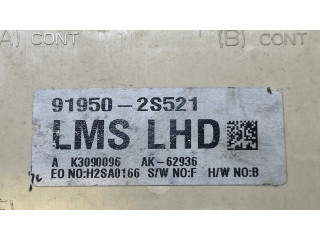 A) CONT
(B) CONT
91950-2S521
LMS LHD
A K3090096 AK-62936
EO NO:H2SA0166 S/W NO:F H/W NO:B